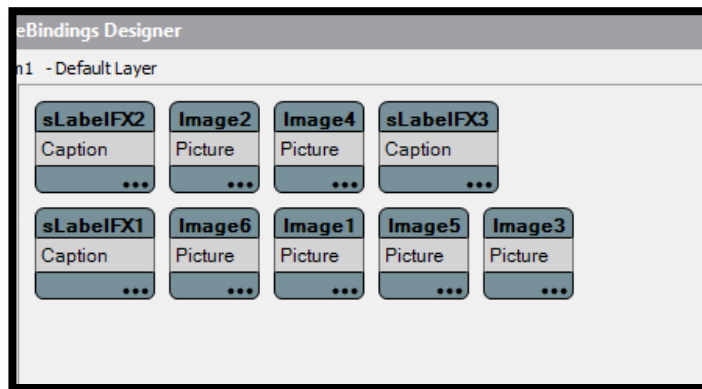 eBindings Designer
m1 - Default Layer
sLabelFX2 Image2 Image4 sLabelFX3
Caption Picture Picture Caption
... ... ... ...
sLabelFX1 Image6 Image1 Image5 Image3
Caption Picture Picture Picture Picture
... ... ... ... ...